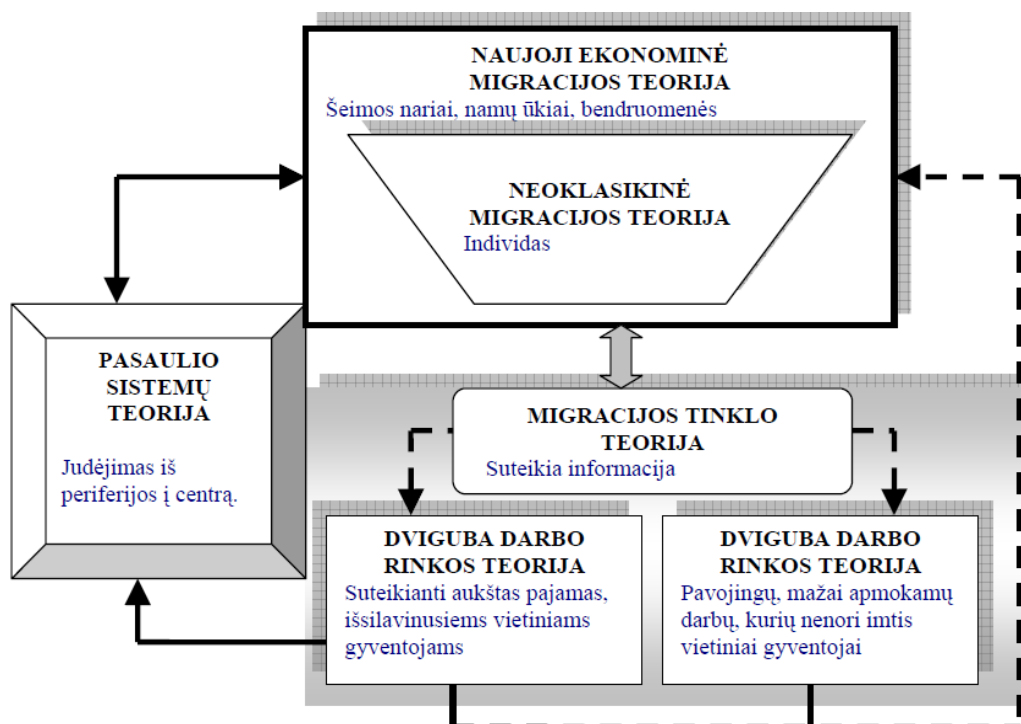 NAUJOJI EKONOMINĖ
MIGRACIJOS TEORIJA
Šeimos nariai, namų ūkiai, bendruomenės
NEOKLASIKINĖ
MIGRACIJOS TEORIJA
Individas
PASAULIO
SISTEMŲ
TEORIJA
Judėjimas iš
periferijos į centrą.
MIGRACIJOS TINKLO
TEORIJA
Suteikia informacija
DVIGUBA DARBO
RINKOS TEORIJA
Suteikianti aukštas pajamas,
išsilavinusiems vietiniams
gyventojams
DVIGUBA DARBO
RINKOS TEORIJA
Pavojingų, mažai apmokamų
darbų, kurių nenori imtis
vietiniai gyventojai